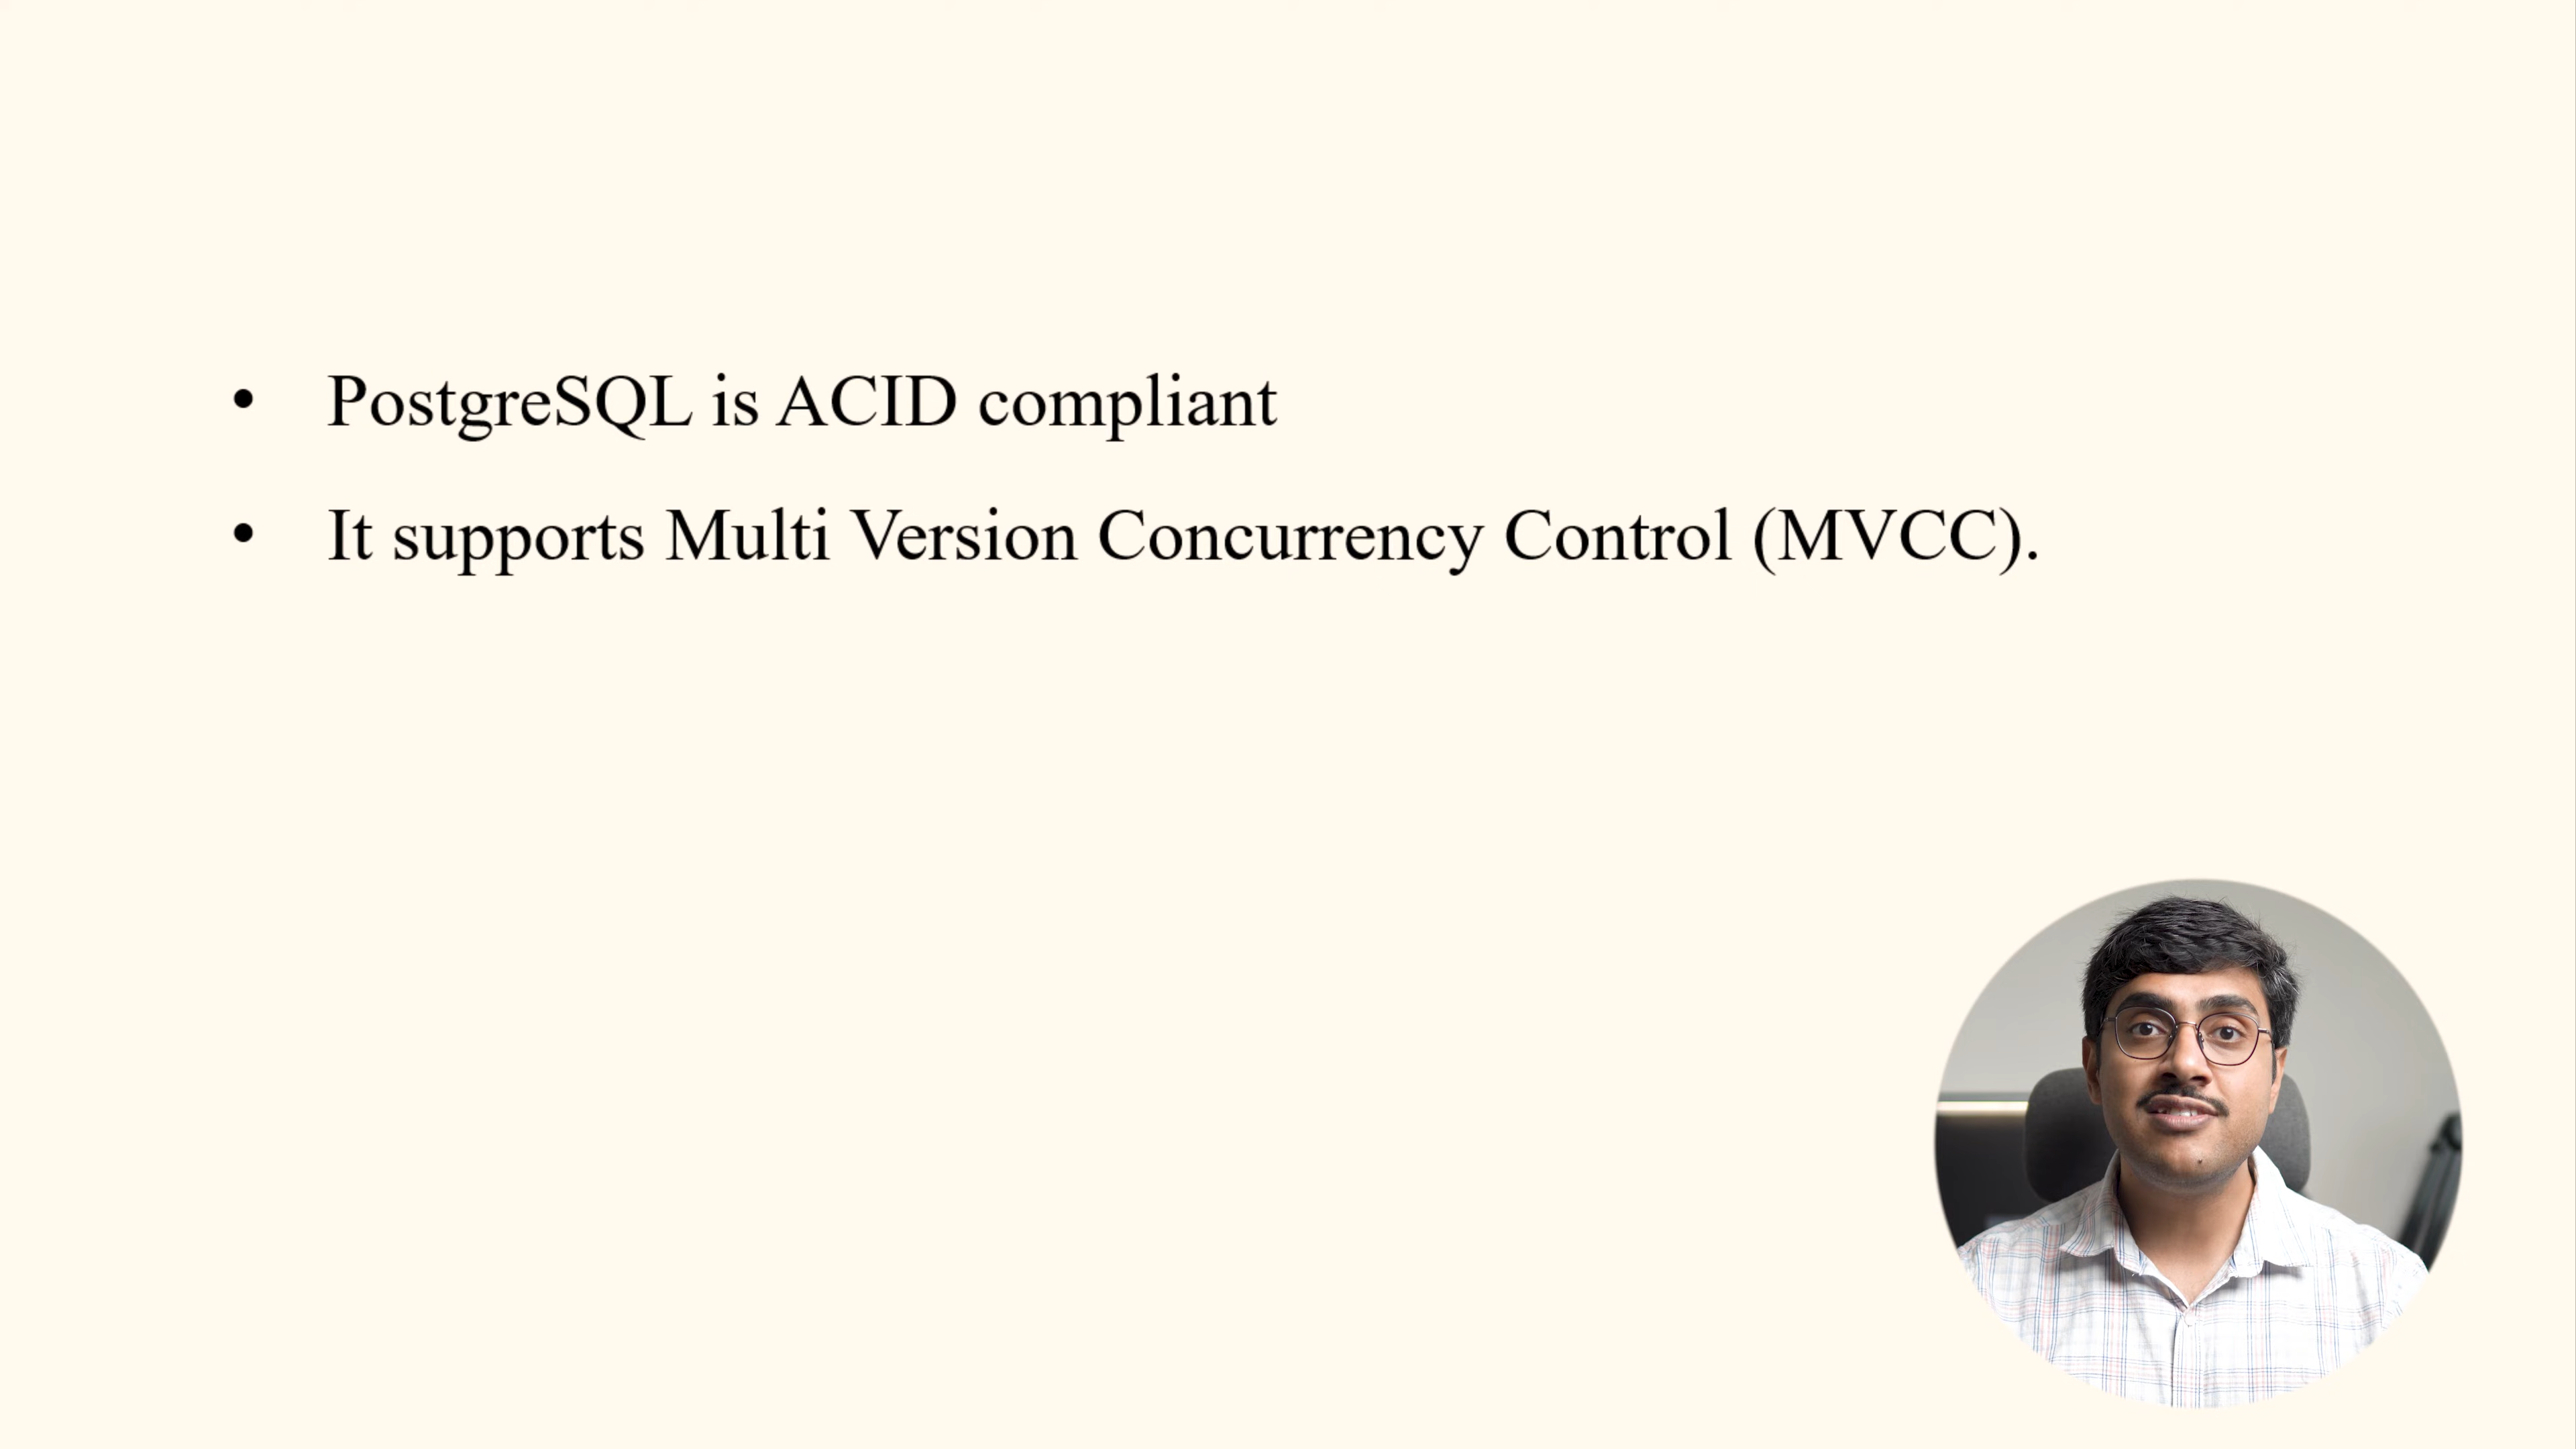 • PostgreSQL is ACID compliant
• It supports Multi Version Concurrency Control (MVCC).